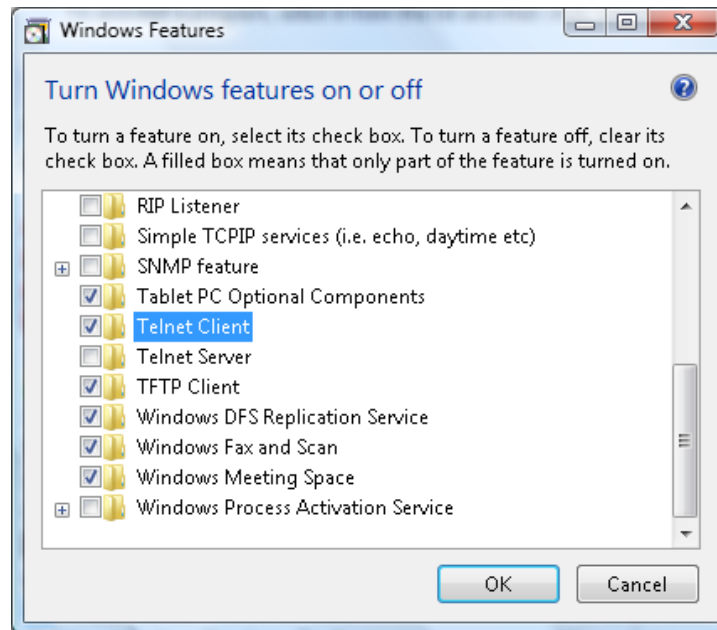 Windows Features
Turn Windows features on or off
To turn a feature on, select its check box. To turn a feature off, clear its
check box. A filled box means that only part of the feature is turned on.
RIP Listener
Simple TCPIP services (i.e. echo, daytime etc)
SNMP feature
Tablet PC Optional Components
Telnet Client
Telnet Server
TFTP Client
Windows DFS Replication Service
Windows Fax and Scan
Windows Meeting Space
Windows Process Activation Service
OK Cancel